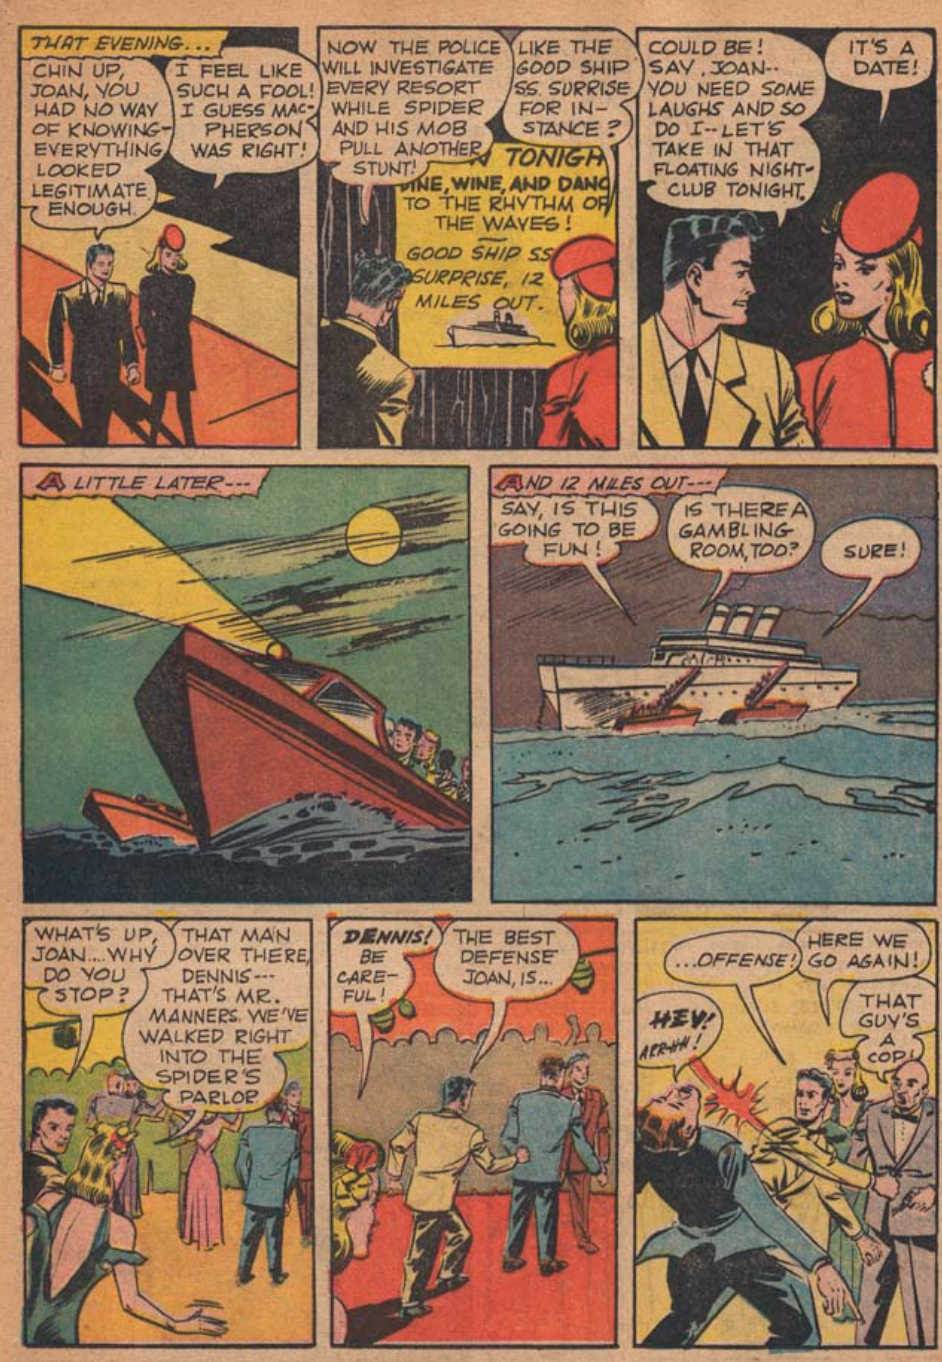 THAT EVENING...
CHIN UP,
JOAN, YOU
HAD NO WAY
OF KNOWING-
EVERYTHING
LOOKED
LEGITIMATE
ENOUGH.
I FEEL LIKE
SUCH A FOOL!
I GUESS MAC-
PHERSON
WAS RIGHT!
NOW THE POLICE
WILL INVESTIGATE
EVERY RESORT
WHILE SPIDER
AND HIS MOB
PULL ANOTHER
STUNT!
LIKE THE
GOOD SHIP
SS. SURRISE
FOR IN-
STANCE?
N TONIGH
DINE, WINE, AND DANC
TO THE RHYTHM OF
THE WAVES!
GOOD SHIP S.S
SURPRISE, 12
MILES OUT.
COULD BE!
SAY, JOAN--
YOU NEED SOME
LAUGHS AND SO
DO I-- LET'S
TAKE IN THAT
FLOATING NIGHT-
CLUB TONIGHT.
IT'S A
DATE!
A LITTLE LATER---
AND 12 MILES OUT---
SAY, IS THIS
GOING TO BE
FUN!
IS THERE A
GAMBLING
ROOM, TOO?
SURE!
WHAT'S UP,
JOAN....WHY
DO YOU
STOP?
THAT MAN
OVER THERE,
DENNIS---
THAT'S MR.
MANNERS. WE'VE
WALKED RIGHT
INTO THE
SPIDER'S
PARLOR
DENNIS!
BE
CARE-
FUL!
THE BEST
DEFENSE
JOAN, IS...
HEY!
ARR-HH!
...OFFENSE!
HERE WE
GO AGAIN!
THAT
GUY'S
A
COP!